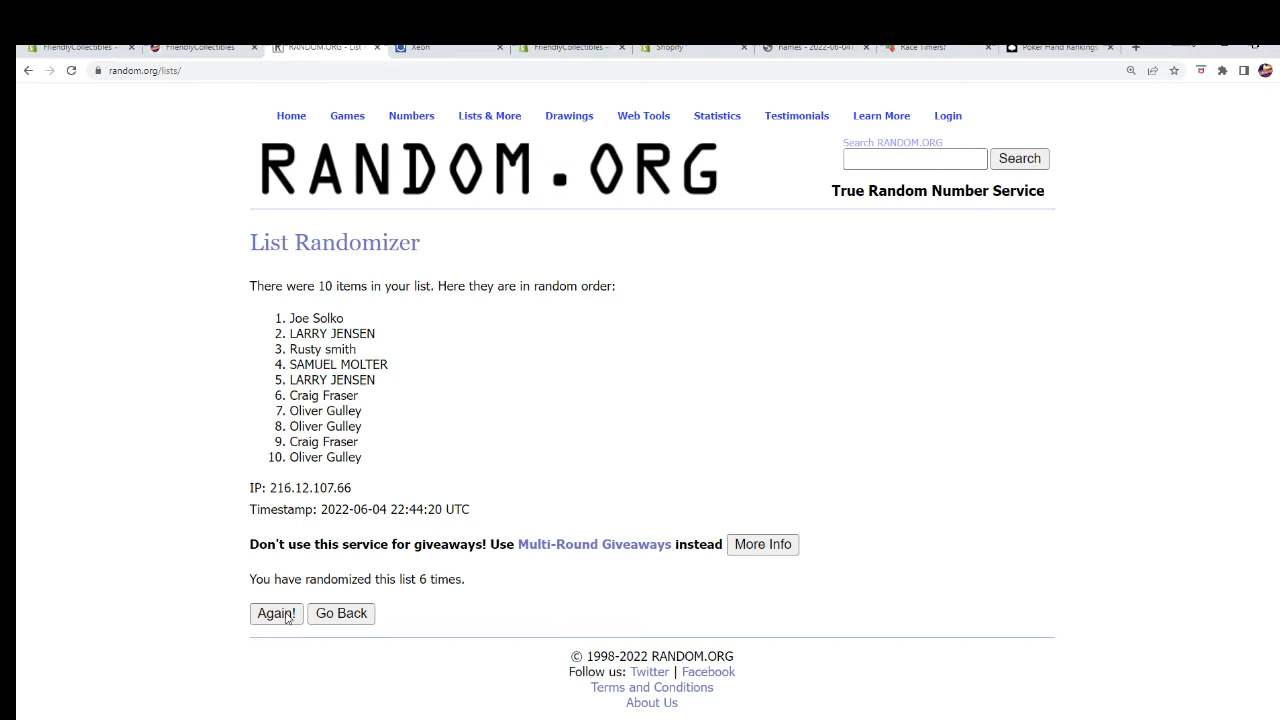 FriendlyCollectibles -
FriendlyCollectibles
RANDOM.ORG - List
Xeon
FriendlyCollectibles -
Shopify
names - 2022-06-04T
Race Timers!
Poker Hand Rankings
random.org/lists/
Home Games Numbers Lists & More Drawings Web Tools Statistics Testimonials Learn More Login
RANDOM.ORG
Search RANDOM.ORG
Search
True Random Number Service
List Randomizer
There were 10 items in your list. Here they are in random order:
1. Joe Solko
2. LARRY JENSEN
3. Rusty smith
4. SAMUEL MOLTER
5. LARRY JENSEN
6. Craig Fraser
7. Oliver Gulley
8. Oliver Gulley
9. Craig Fraser
10. Oliver Gulley
IP: 216.12.107.66
Timestamp: 2022-06-04 22:44:20 UTC
Don't use this service for giveaways! Use Multi-Round Giveaways instead More Info
You have randomized this list 6 times.
Again! Go Back
© 1998-2022 RANDOM.ORG
Follow us: Twitter | Facebook
Terms and Conditions
About Us